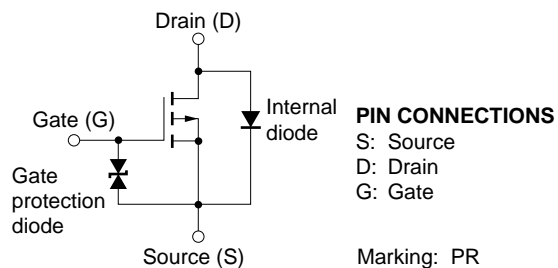 Drain (D)
Gate (G)
Internal
diode
Gate
protection
diode
Source (S)
PIN CONNECTIONS
S: Source
D: Drain
G: Gate
Marking: PR